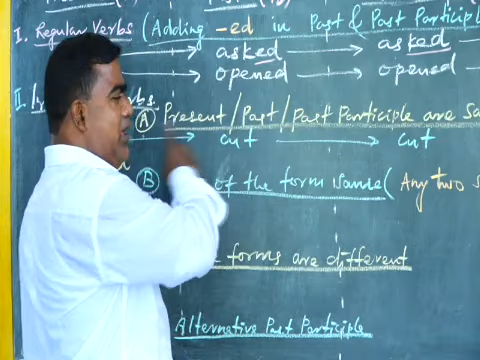 I. Regular Verbs (Adding -ed in Past & Past Participle
→ asked → asked
→ opened → opened
II.
(A) Present/Past/Past Participle are Sa
→ cut → cut
(B) of the form same (Any two s
forms are different
Alternative Past Participle